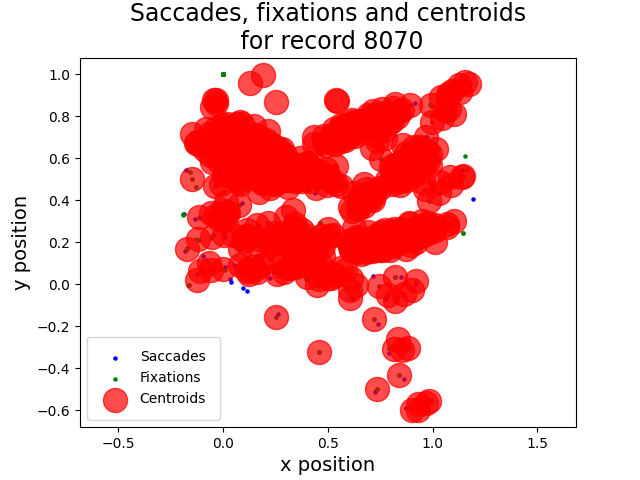 Saccades, fixations and centroids
for record 8070
1.0
0.8
0.6
0.4
0.2
0.0
−0.2
−0.4
−0.6
y position
Saccades
Fixations
Centroids
−0.5
0.0
0.5
1.0
1.5
x position